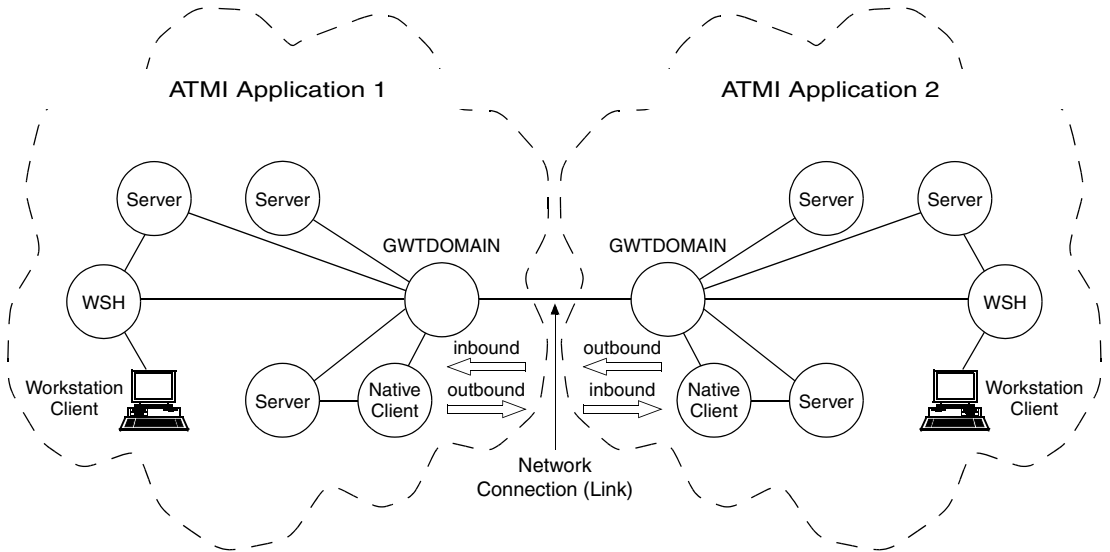 ATMI Application 1
ATMI Application 2
Server
Server
Server
Server
GWTDOMAIN
GWTDOMAIN
WSH
WSH
inbound
outbound
outbound
inbound
Workstation
Client
Server
Native
Client
Native
Client
Server
Workstation
Client
Network
Connection (Link)